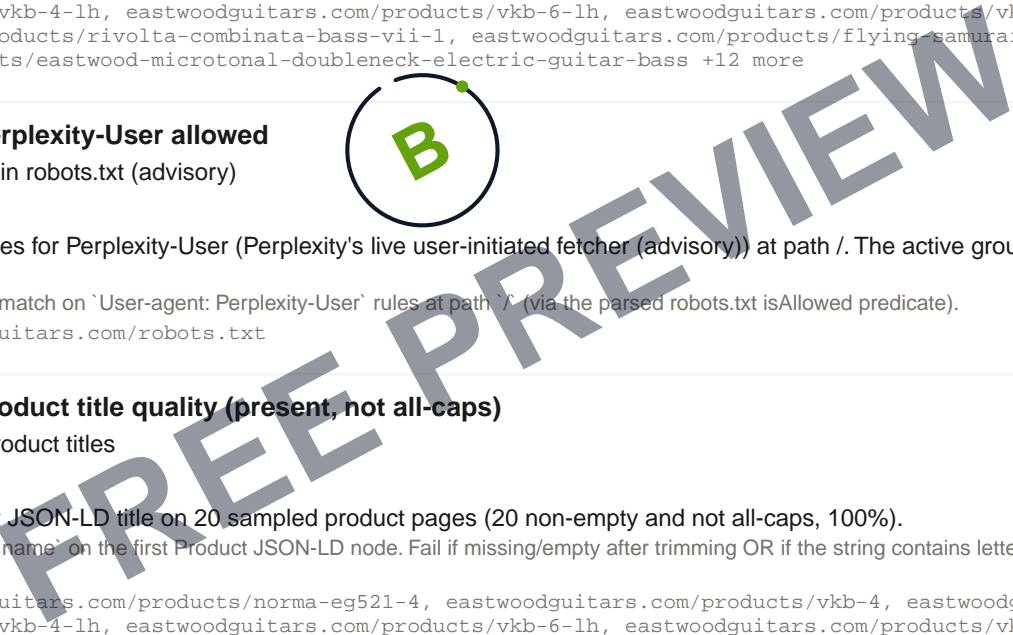 vkb-4-lh, eastwoodguitars.com/products/vkb-6-lh, eastwoodguitars.com/products/vk
oducts/rivolta-combinata-bass-vii-1, eastwoodguitars.com/products/flying-samurai
ts/eastwood-microtonal-doubleneck-electric-guitar-bass +12 more
B
erplexity-User allowed
in robots.txt (advisory)
es for Perplexity-User (Perplexity's live user-initiated fetcher (advisory)) at path /. The active grou
match on `User-agent: Perplexity-User` rules at path `/` (via the parsed robots.txt isAllowed predicate).
uitars.com/robots.txt
oduct title quality (present, not all-caps)
roduct titles
JSON-LD title on 20 sampled product pages (20 non-empty and not all-caps, 100%).
name` on the first Product JSON-LD node. Fail if missing/empty after trimming OR if the string contains lette
uitars.com/products/norma-eg521-4, eastwoodguitars.com/products/vkb-4, eastwoodg
vkb-4-lh, eastwoodguitars.com/products/vkb-6-lh, eastwoodguitars.com/products/vk
FREE PREVIEW